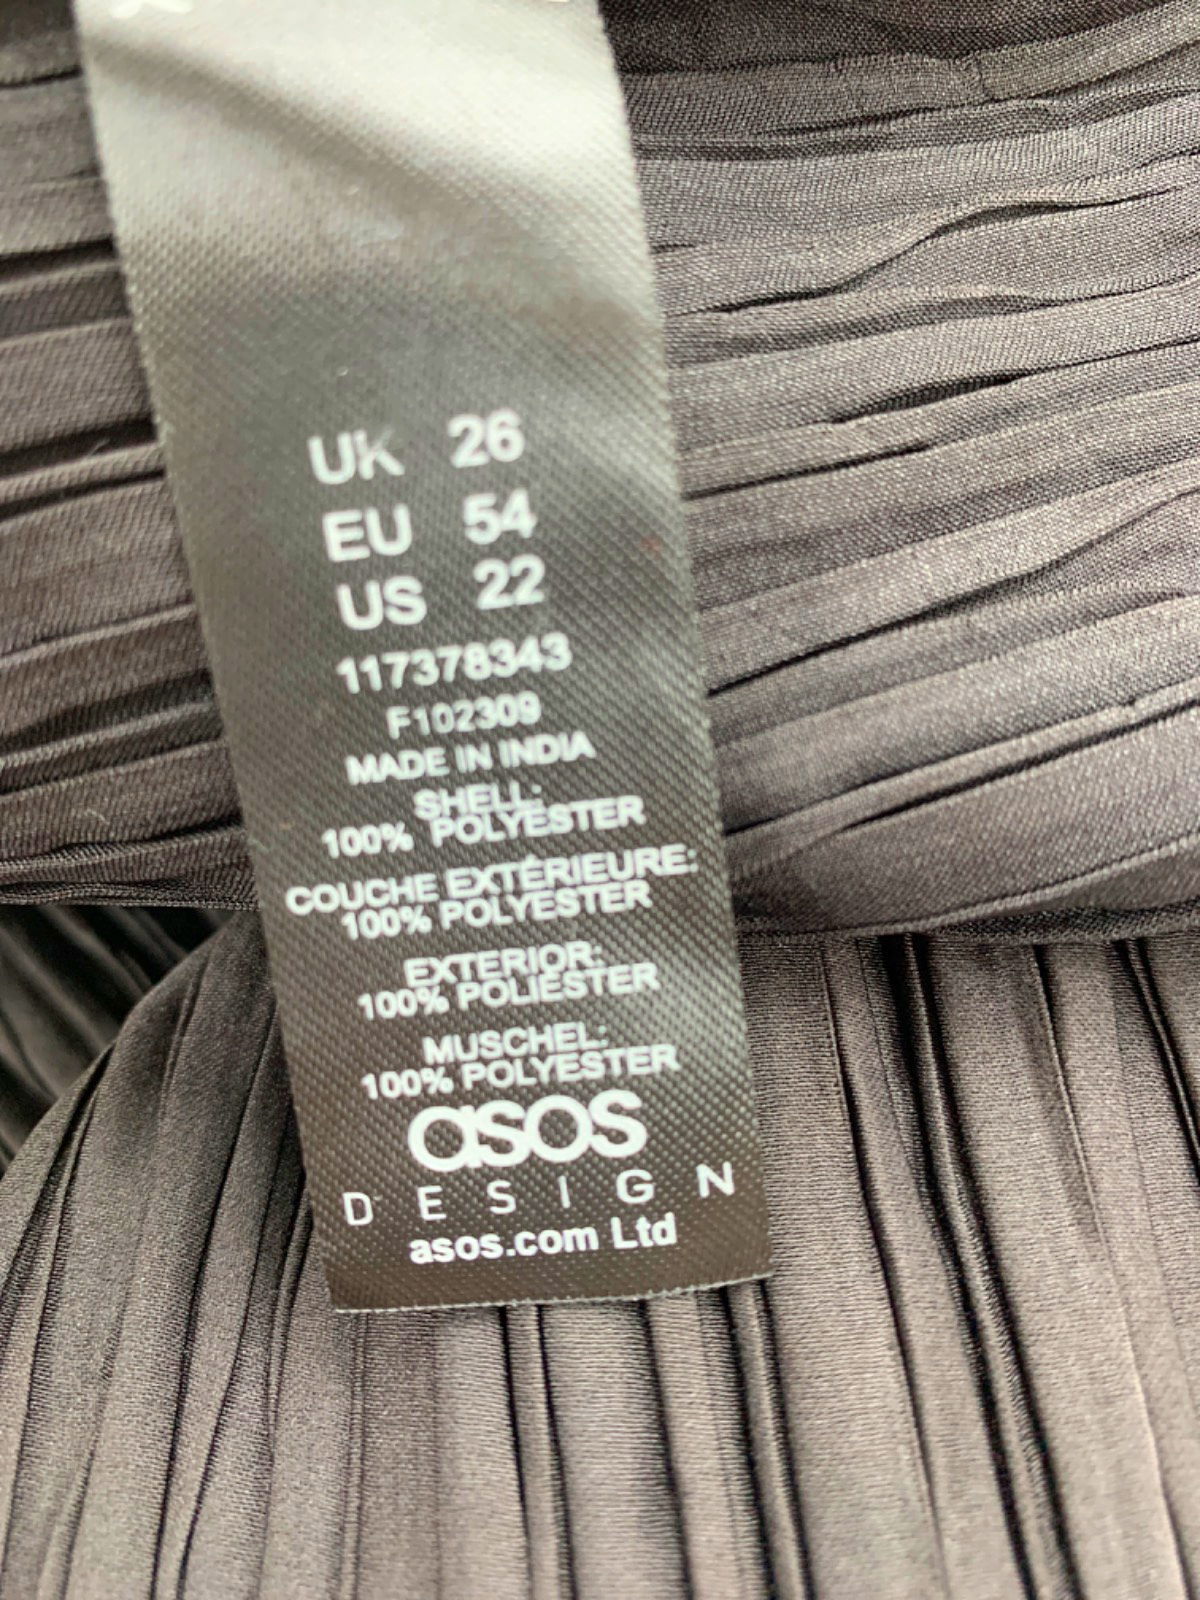 UK 26
EU 54
US 22
117378343
F102309
MADE IN INDIA
SHELL:
100% POLYESTER
COUCHE EXTÉRIEURE:
100% POLYESTER
EXTERIOR:
100% POLIÉSTER
MUSCHEL:
100% POLYESTER
asos
DESIGN
asos.com Ltd